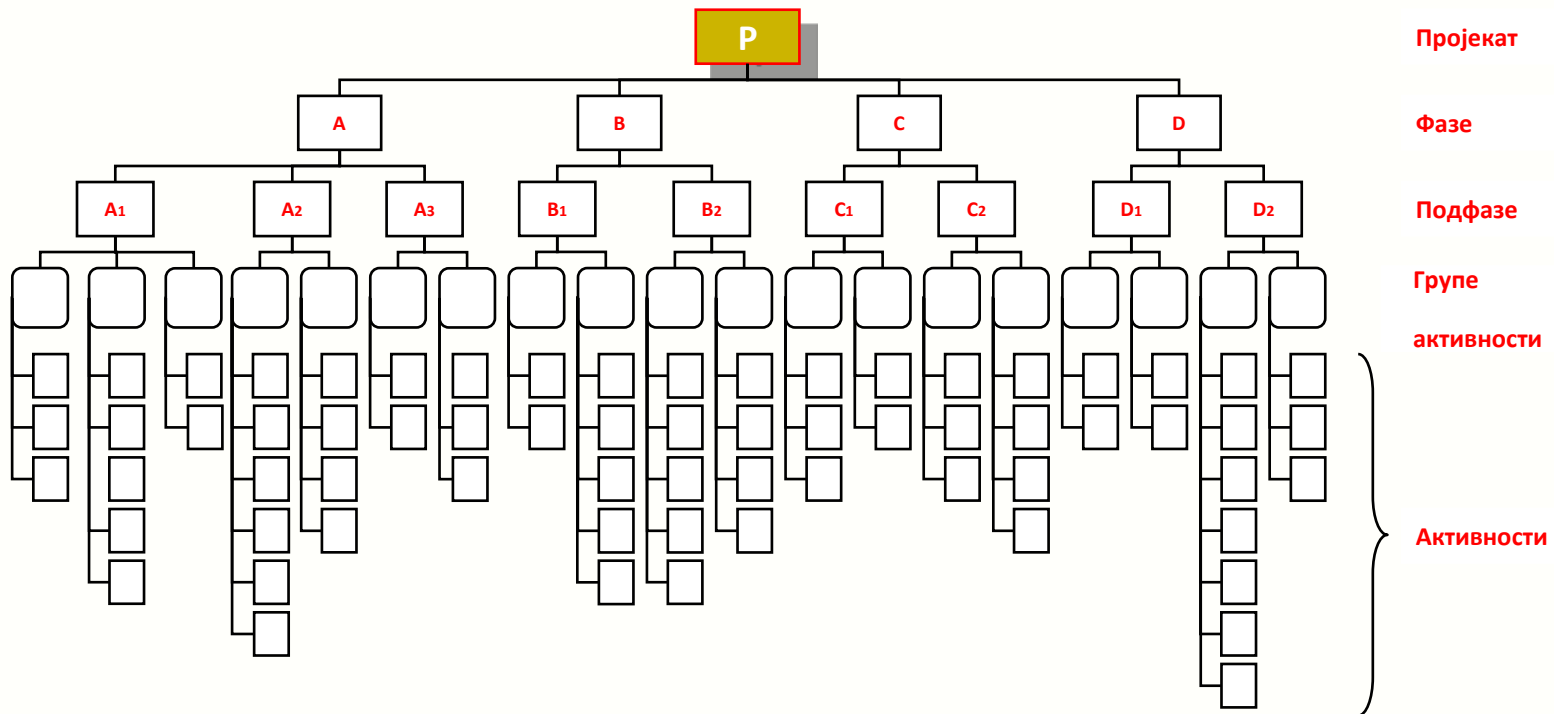 P
Пројекат
A
B
C
D
Фазе
A1
A2
A3
B1
B2
C1
C2
D1
D2
Подфазе
Групе
активности
Активности